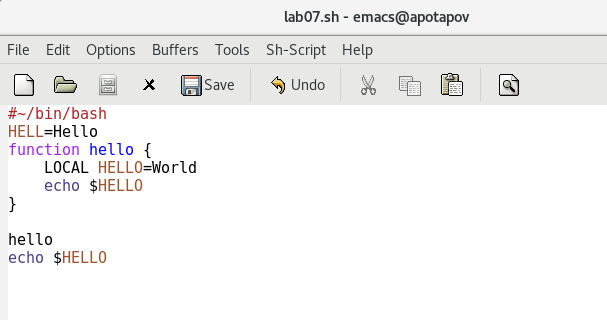 lab07.sh - emacs@apotapov
File Edit Options Buffers Tools Sh-Script Help
Save Undo
#~/bin/bash
HELL=Hello
function hello {
    LOCAL HELLO=World
    echo $HELLO
}
hello
echo $HELLO